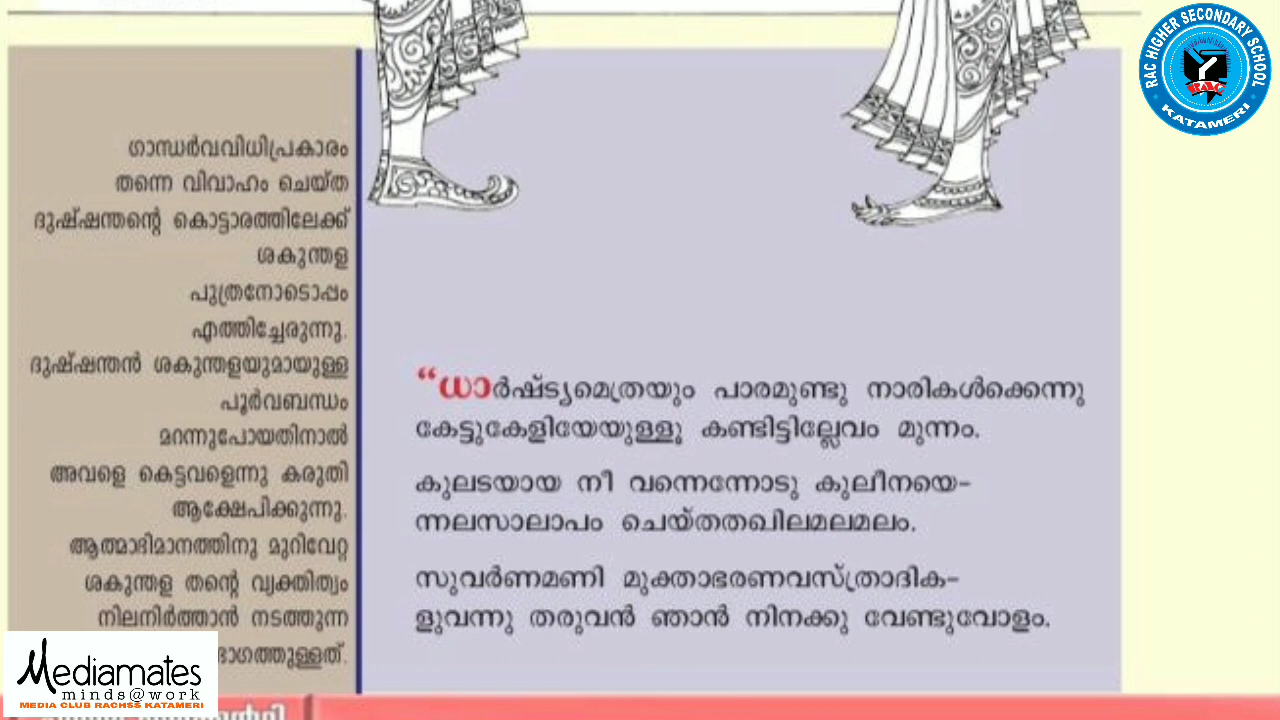 ഗാന്ധർവവിധിപ്രകാരം
തന്നെ വിവാഹം ചെയ്ത
ദുഷ്ഷന്തന്റെ കൊട്ടാരത്തിലേക്ക്
ശകുന്തള
പുത്രനോടൊപ്പം
എത്തിച്ചേരുന്നു.
ദുഷ്ഷന്തൻ ശകുന്തളയുമായുള്ള
പൂർവബന്ധം
മറന്നുപോയതിനാൽ
അവളെ കെട്ടവളെന്നു കരുതി
ആക്ഷേപിക്കുന്നു.
ആത്മാഭിമാനത്തിനു മുറിവേറ്റ
ശകുന്തള തന്റെ വ്യക്തിത്വം
നിലനിർത്താൻ നടത്തുന്ന
“ധാർഷ്ട്യമെത്രയും പാരമുണ്ടു നാരികൾക്കെന്നു
കേട്ടുകേളിയേയുള്ളൂ കണ്ടിട്ടില്ലേവം മുന്നം.
കുലടയായ നീ വന്നെന്നോടു കുലീനയെ-
ന്നലസാലാപം ചെയ്തതഖിലമലമലം.
സുവർണമണി മുക്താഭരണവസ്ത്രാദിക-
ളുവന്നു തരുവൻ ഞാൻ നിനക്കു വേണ്ടുവോളം.
RAC HIGHER SECONDARY SCHOOL
KATAMERI
RAC
Mediamates
minds@work
MEDIA CLUB RACHSS KATAMERI